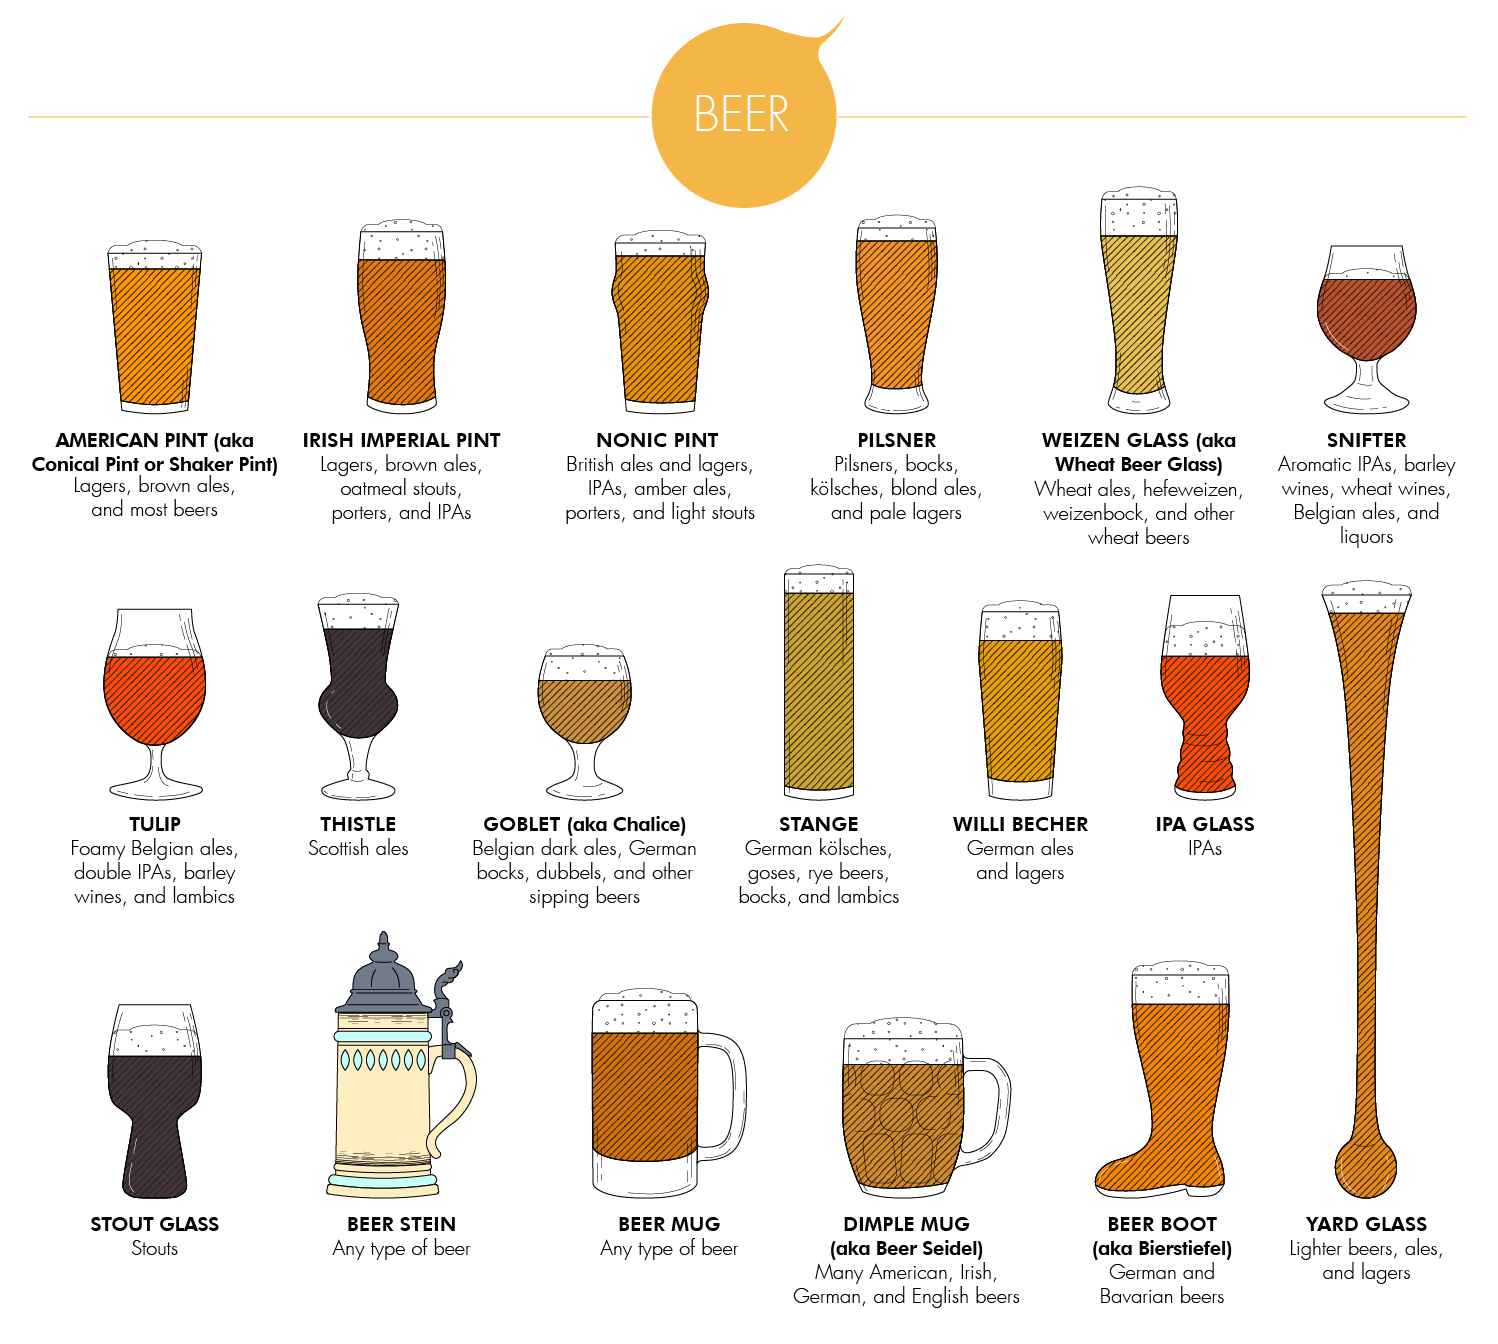 BEER
AMERICAN PINT (aka
Conical Pint or Shaker Pint)
Lagers, brown ales,
and most beers
IRISH IMPERIAL PINT
Lagers, brown ales,
oatmeal stouts,
porters, and IPAs
NONIC PINT
British ales and lagers,
IPAs, amber ales,
porters, and light stouts
PILSNER
Pilsners, bocks,
kölsches, blond ales,
and pale lagers
WEIZEN GLASS (aka
Wheat Beer Glass)
Wheat ales, hefeweizen,
weizenbock, and other
wheat beers
SNIFTER
Aromatic IPAs, barley
wines, wheat wines,
Belgian ales, and
liquors
TULIP
Foamy Belgian ales,
double IPAs, barley
wines, and lambics
THISTLE
Scottish ales
GOBLET (aka Chalice)
Belgian dark ales, German
bocks, dubbels, and other
sipping beers
STANGE
German kölsches,
goses, rye beers,
bocks, and lambics
WILLI BECHER
German ales
and lagers
IPA GLASS
IPAs
STOUT GLASS
Stouts
BEER STEIN
Any type of beer
BEER MUG
Any type of beer
DIMPLE MUG
(aka Beer Seidel)
Many American, Irish,
German, and English beers
BEER BOOT
(aka Bierstiefel)
German and
Bavarian beers
YARD GLASS
Lighter beers, ales,
and lagers